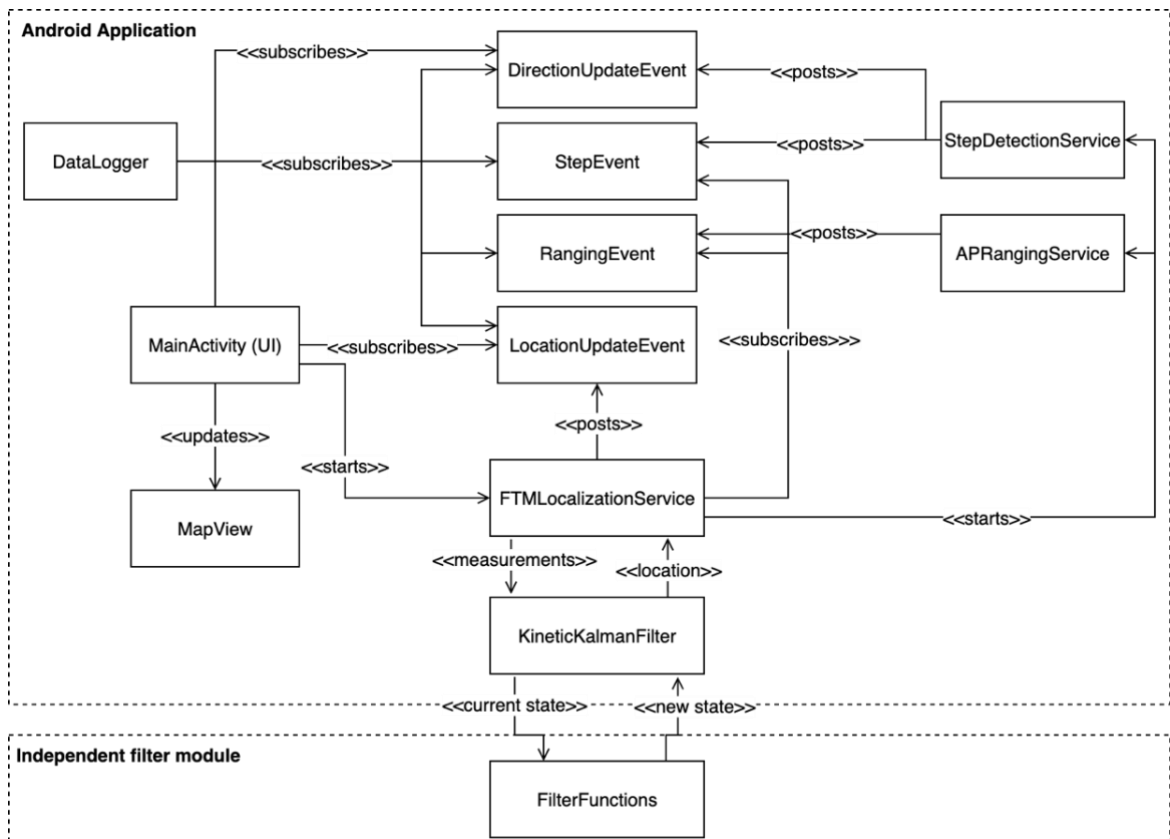 Android Application
<<subscribes>>
DirectionUpdateEvent
<<posts>>
DataLogger
<<subscribes>>
StepEvent
<<posts>>
StepDetectionService
RangingEvent
<<posts>>
APRangingService
MainActivity (UI)
<<subscribes>>
LocationUpdateEvent
<<subscribes>>>
<<updates>>
<<posts>>
<<starts>>
MapView
FTMLocalizationService
<<starts>>
<<measurements>>
<<location>>
KineticKalmanFilter
<<current state>>
<<new state>>
Independent filter module
FilterFunctions